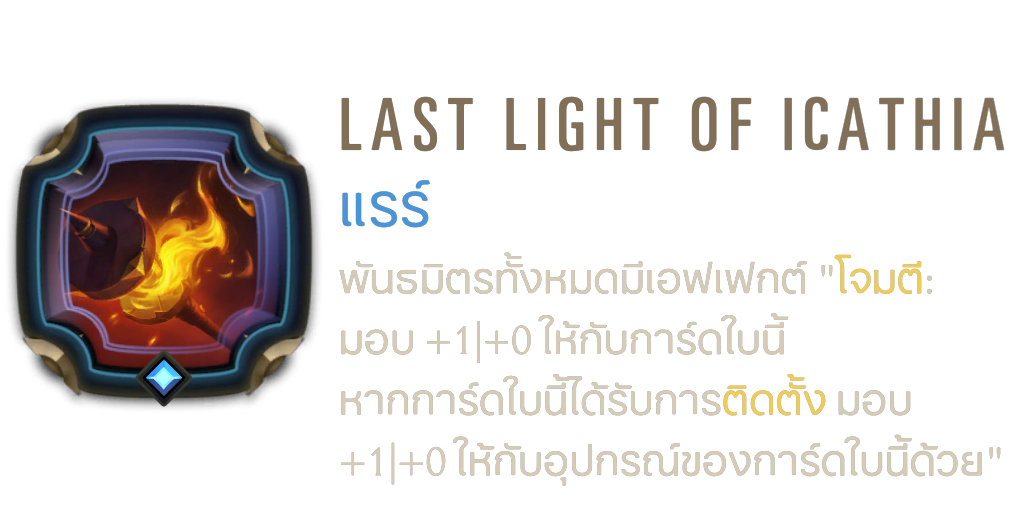 LAST LIGHT OF ICATHIA
แรร์
พันธมิตรทั้งหมดมีเอฟเฟกต์ "โจมตี:
มอบ +1|+0 ให้กับการ์ดใบนี้
หากการ์ดใบนี้ได้รับการติดตั้ง มอบ
+1|+0 ให้กับอุปกรณ์ของการ์ดใบนี้ด้วย"